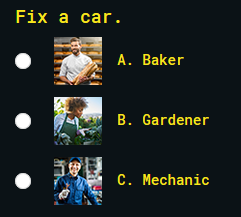 Fix a car.
A. Baker
B. Gardener
C. Mechanic